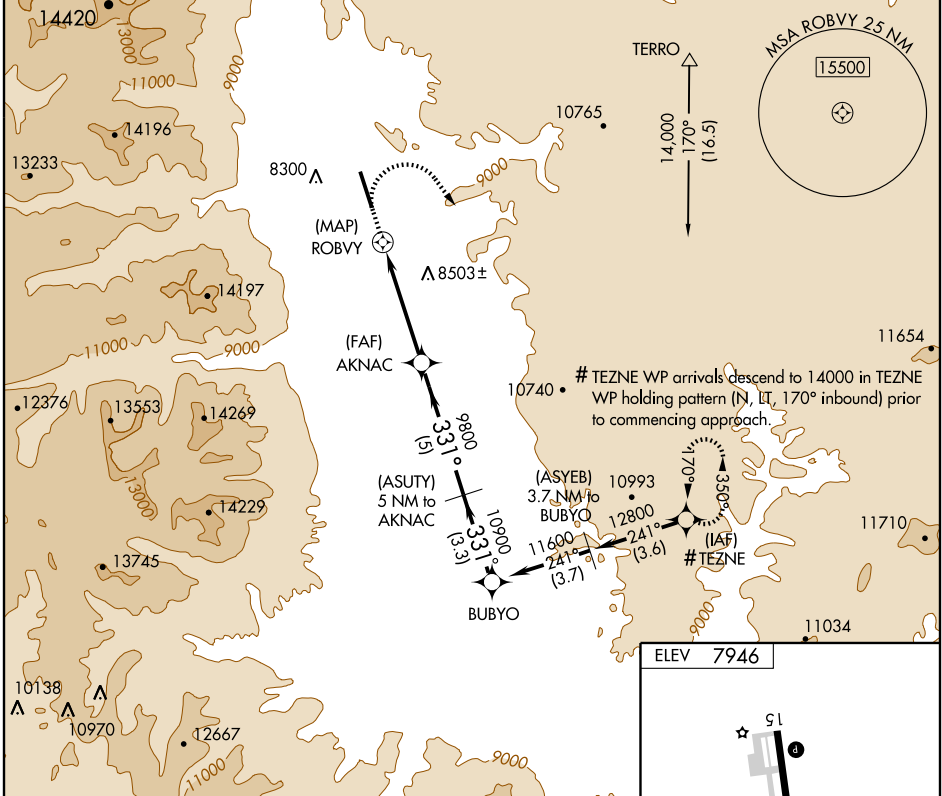 14420
13000
11000
9000
14196
13233
8300
10765
9000
TERRO
14,000
170°
(16.5)
MSA ROBVY 25 NM
15500
(MAP)
ROBVY
8503±
14197
11000
9000
(FAF)
AKNAC
11654
# TEZNE WP arrivals descend to 14000 in TEZNE
WP holding pattern (N, LT, 170° inbound) prior
to commencing approach.
10740
12376
13553
14269
13000
14229
13745
9800
331°
(5)
(ASUTY)
5 NM to
AKNAC
10900
331°
(3.3)
(ASYEB)
3.7 NM to
BUBYO
10993
170°
350°
12800
241°
(3.6)
11600
241°
(3.7)
(IAF)
# TEZNE
BUBYO
11710
9000
11034
10138
10970
12667
11000
9000
ELEV 7946
15
P